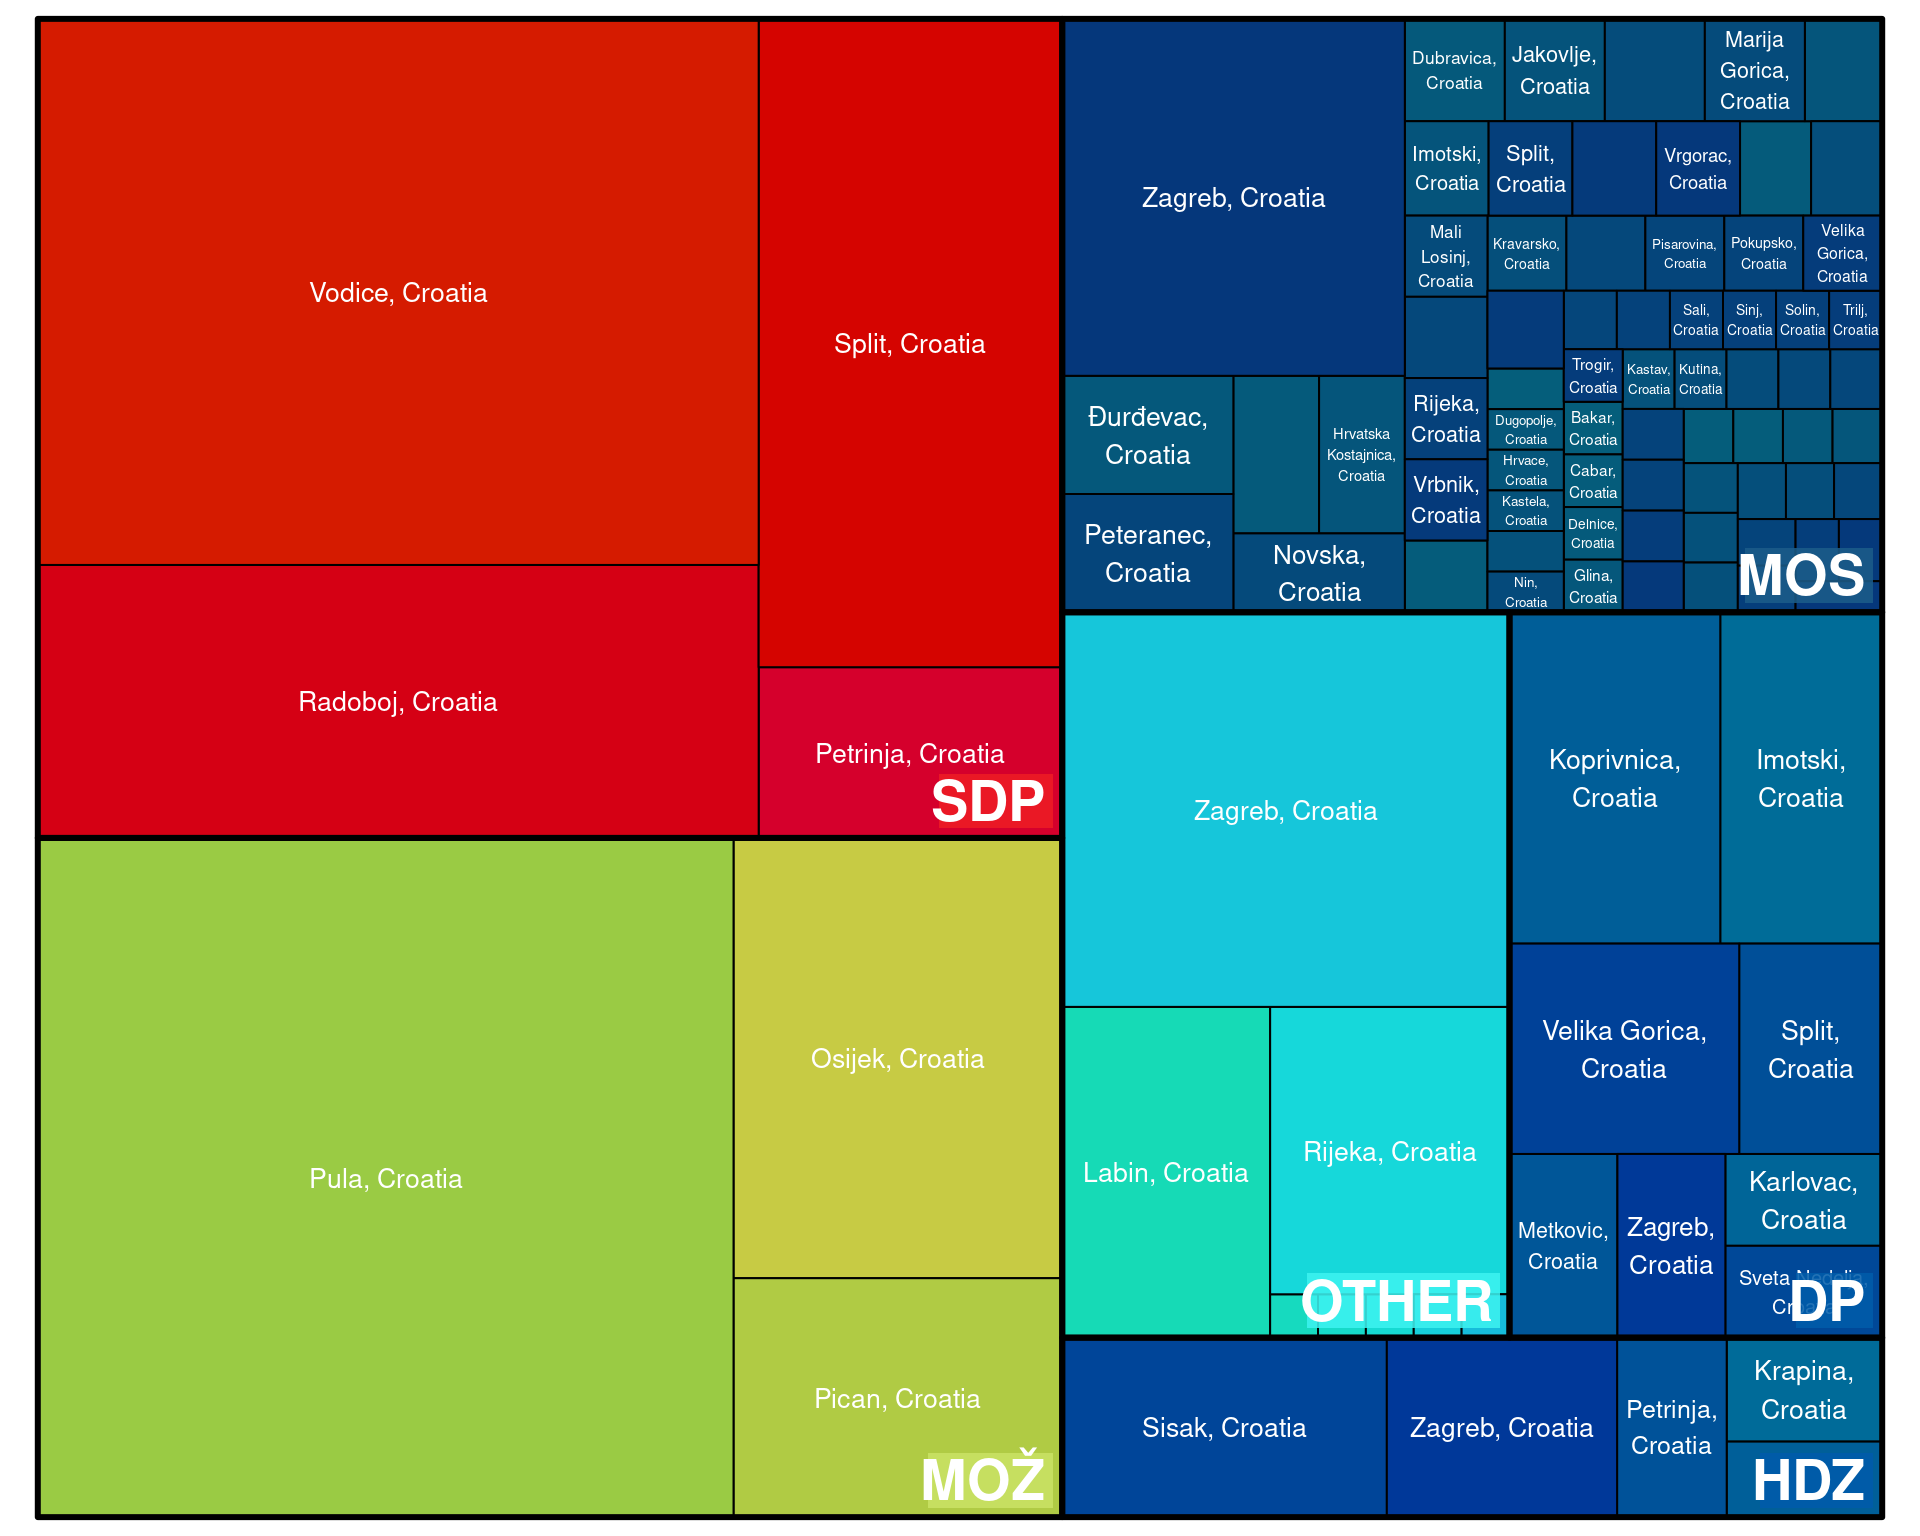 Vodice, Croatia
Split, Croatia
Radoboj, Croatia
Petrinja, Croatia
SDP
Pula, Croatia
Osijek, Croatia
Pican, Croatia
MOŽ
Zagreb, Croatia
Đurđevac,
Croatia
Peteranec,
Croatia
Hrvatska
Kostajnica,
Croatia
Novska,
Croatia
Dubravica,
Croatia
Jakovlje,
Croatia
Marija
Gorica,
Croatia
Imotski,
Croatia
Split,
Croatia
Vrgorac,
Croatia
Mali
Losinj,
Croatia
Kravarsko,
Croatia
Pisarovina,
Croatia
Pokupsko,
Croatia
Velika
Gorica,
Croatia
Rijeka,
Croatia
Vrbnik,
Croatia
Sali,
Croatia
Sinj,
Croatia
Solin,
Croatia
Trilj,
Croatia
Trogir,
Croatia
Kastav,
Croatia
Kutina,
Croatia
Dugopolje,
Croatia
Hrvace,
Croatia
Kastela,
Croatia
Nin,
Croatia
Bakar,
Croatia
Cabar,
Croatia
Delnice,
Croatia
Glina,
Croatia
MOS
Zagreb, Croatia
Labin, Croatia
Rijeka, Croatia
OTHER
Koprivnica,
Croatia
Imotski,
Croatia
Velika Gorica,
Croatia
Split,
Croatia
Metkovic,
Croatia
Zagreb,
Croatia
Karlovac,
Croatia
Sveta Nedelja,
Croatia
DP
Sisak, Croatia
Zagreb, Croatia
Petrinja,
Croatia
Krapina,
Croatia
HDZ